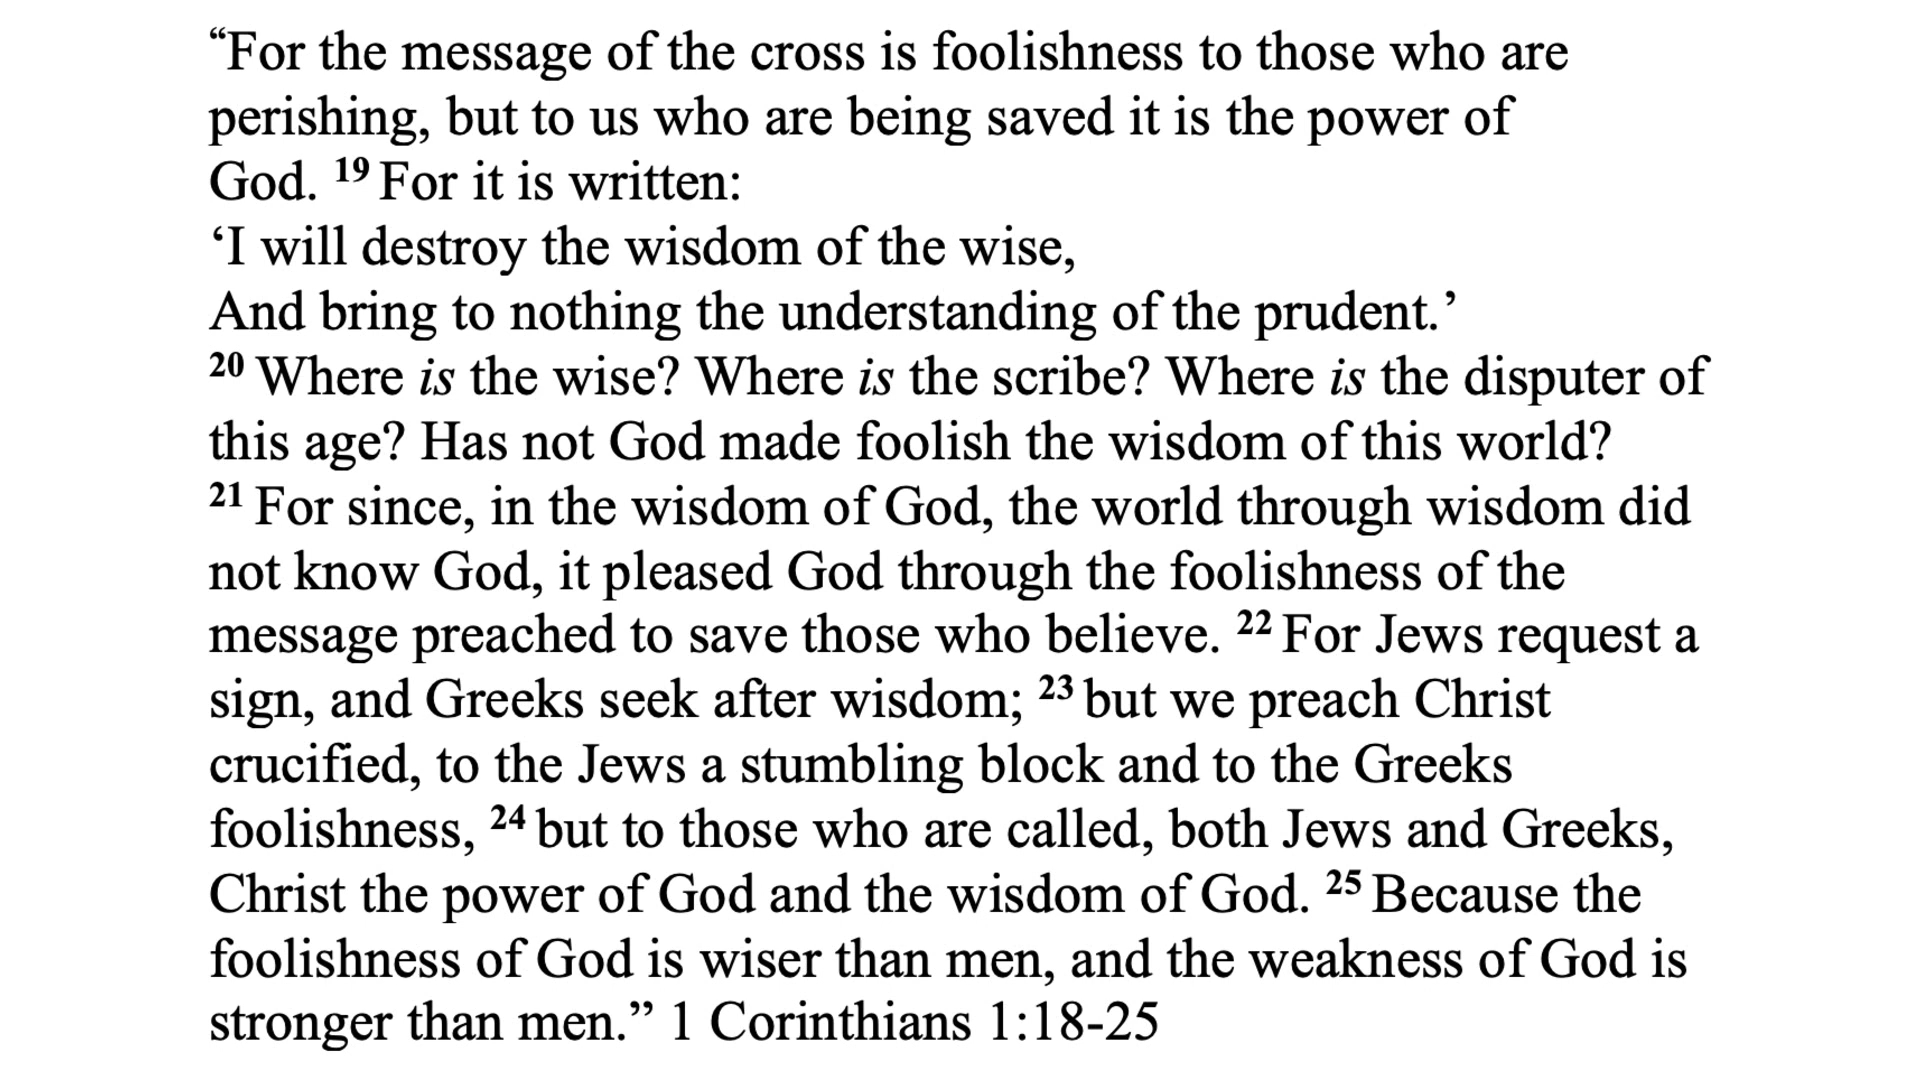 “For the message of the cross is foolishness to those who are
perishing, but to us who are being saved it is the power of
God. 19 For it is written:
‘I will destroy the wisdom of the wise,
And bring to nothing the understanding of the prudent.’
20 Where is the wise? Where is the scribe? Where is the disputer of
this age? Has not God made foolish the wisdom of this world?
21 For since, in the wisdom of God, the world through wisdom did
not know God, it pleased God through the foolishness of the
message preached to save those who believe. 22 For Jews request a
sign, and Greeks seek after wisdom; 23 but we preach Christ
crucified, to the Jews a stumbling block and to the Greeks
foolishness, 24 but to those who are called, both Jews and Greeks,
Christ the power of God and the wisdom of God. 25 Because the
foolishness of God is wiser than men, and the weakness of God is
stronger than men.” 1 Corinthians 1:18-25